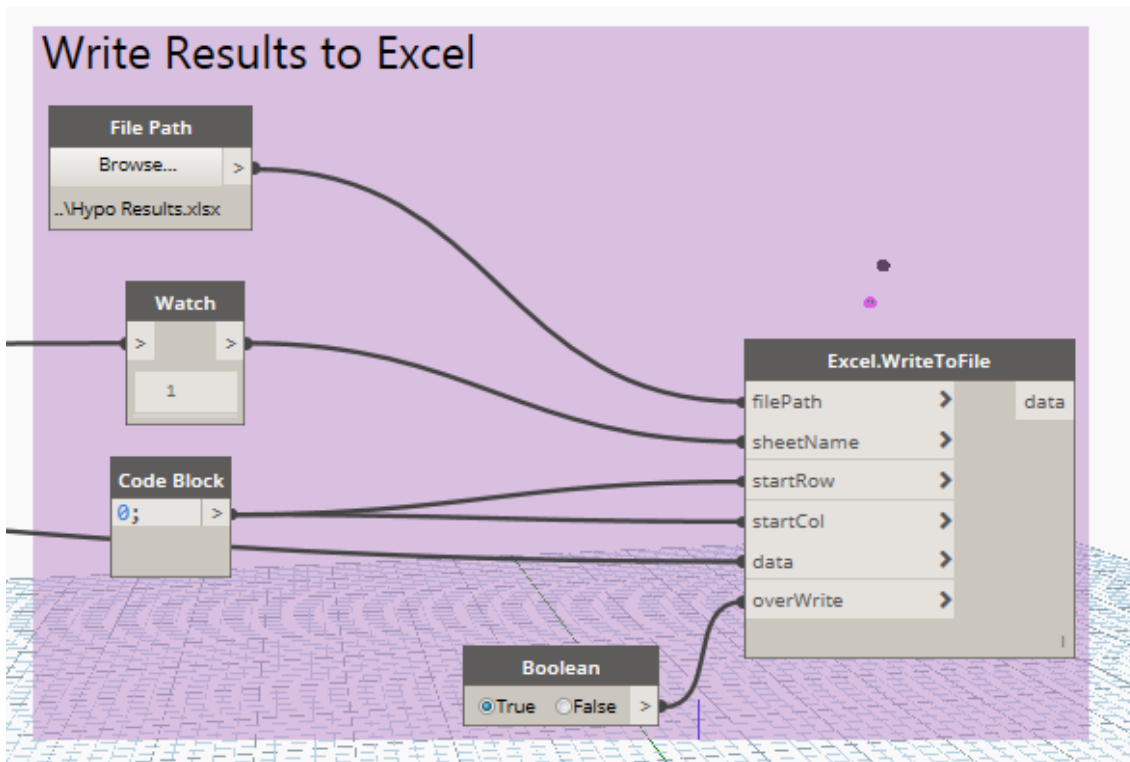 Write Results to Excel
File Path
Browse...
>
..\Hypo Results.xlsx
Watch
> >
1
Code Block
0; >
Excel.WriteToFile
filePath > data
sheetName >
startRow >
startCol >
data >
overWrite >
l
Boolean
True False >